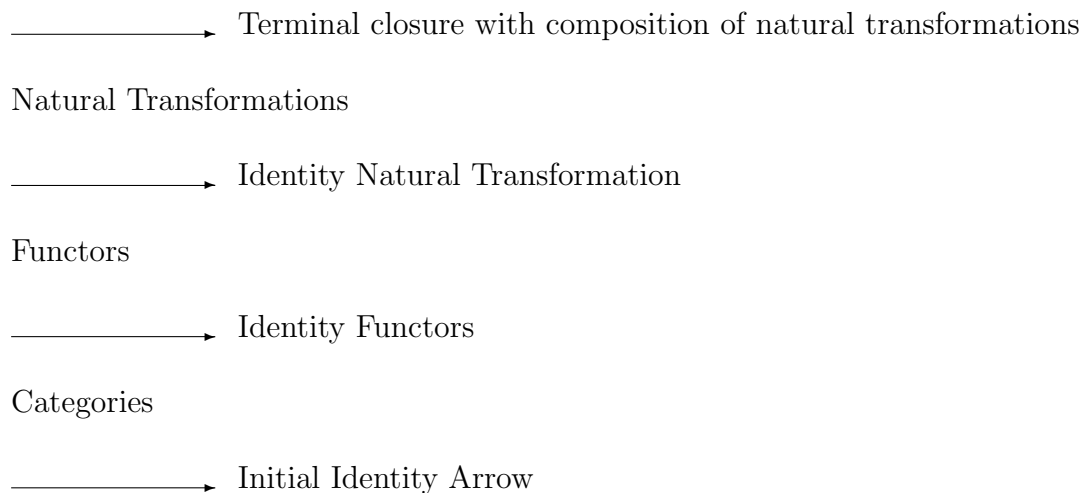 Terminal closure with composition of natural transformations
Natural Transformations
Identity Natural Transformation
Functors
Identity Functors
Categories
Initial Identity Arrow